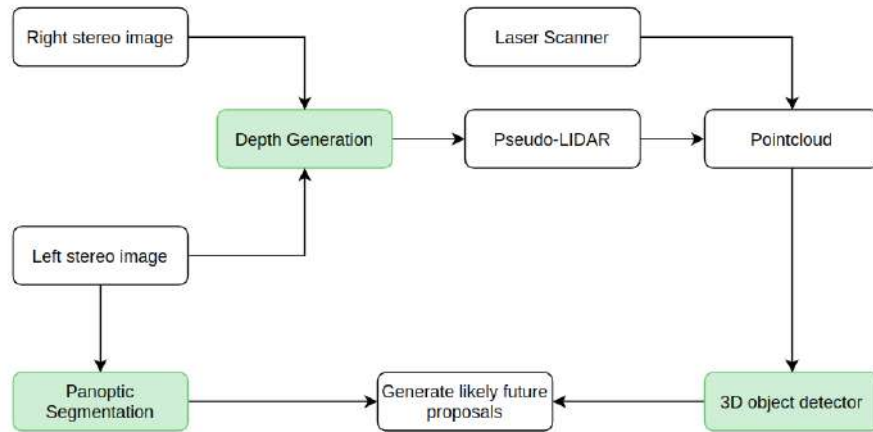 Right stereo image
Laser Scanner
Depth Generation
Pseudo-LIDAR
Pointcloud
Left stereo image
Panoptic
Segmentation
Generate likely future
proposals
3D object detector